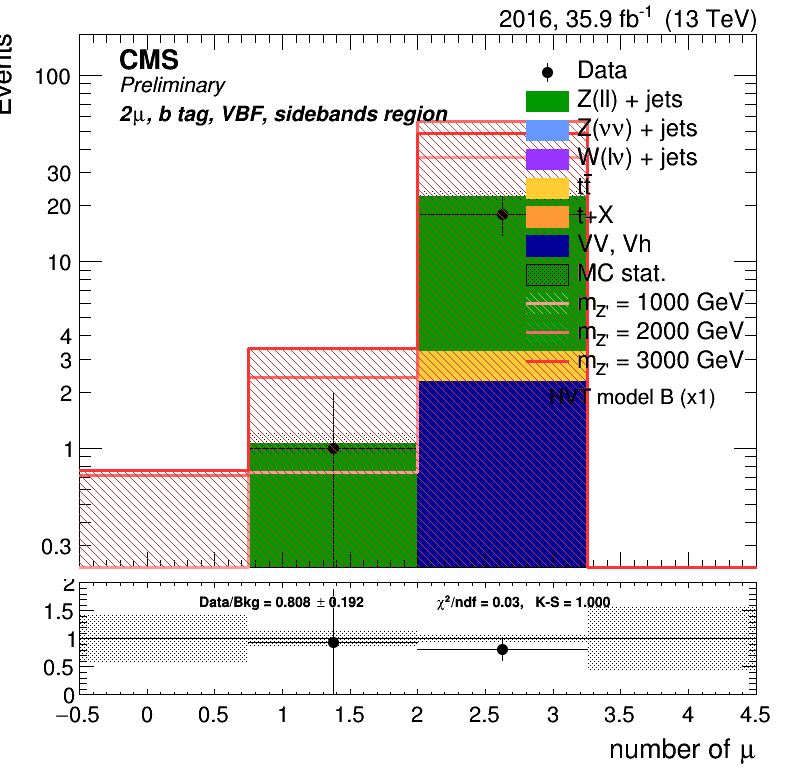 2016, 35.9 fb⁻¹ (13 TeV)
Events
CMS
Preliminary
2μ, b tag, VBF, sidebands region
Data
Z(ll) + jets
Z(νν) + jets
W(lν) + jets
tt̄
t+X
VV, Vh
MC stat.
m_Z' = 1000 GeV
m_Z' = 2000 GeV
m_Z' = 3000 GeV
HVT model B (x1)
100
30
20
10
4
3
2
1
0.3
Data/Bkg = 0.808 ± 0.192 χ²/ndf = 0.03, K-S = 1.000
2
1.5
1
0.5
0
−0.5 0 0.5 1 1.5 2 2.5 3 3.5 4 4.5
number of μ